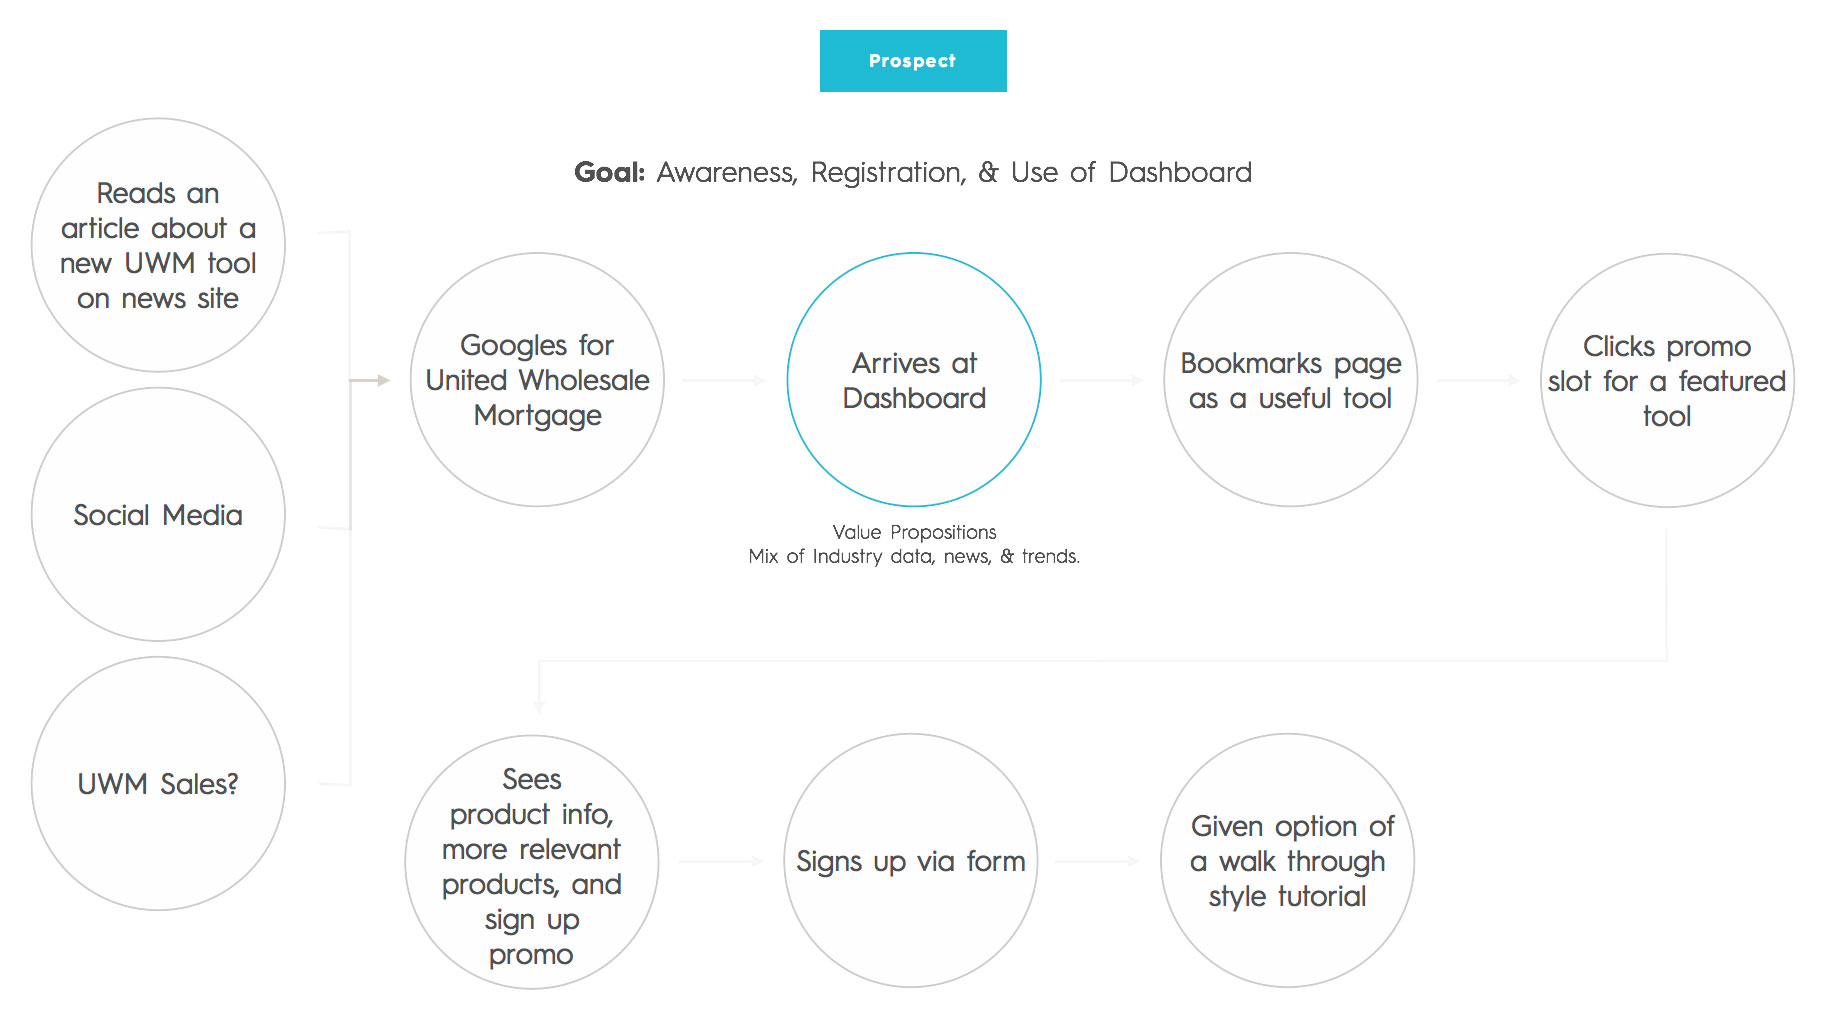 Prospect
Goal: Awareness, Registration, & Use of Dashboard
Reads an
article about a
new UWM tool
on news site
Social Media
UWM Sales?
Googles for
United Wholesale
Mortgage
Arrives at
Dashboard
Value Propositions
Mix of Industry data, news, & trends.
Bookmarks page
as a useful tool
Clicks promo
slot for a featured
tool
Sees
product info,
more relevant
products, and
sign up
promo
Signs up via form
Given option of
a walk through
style tutorial